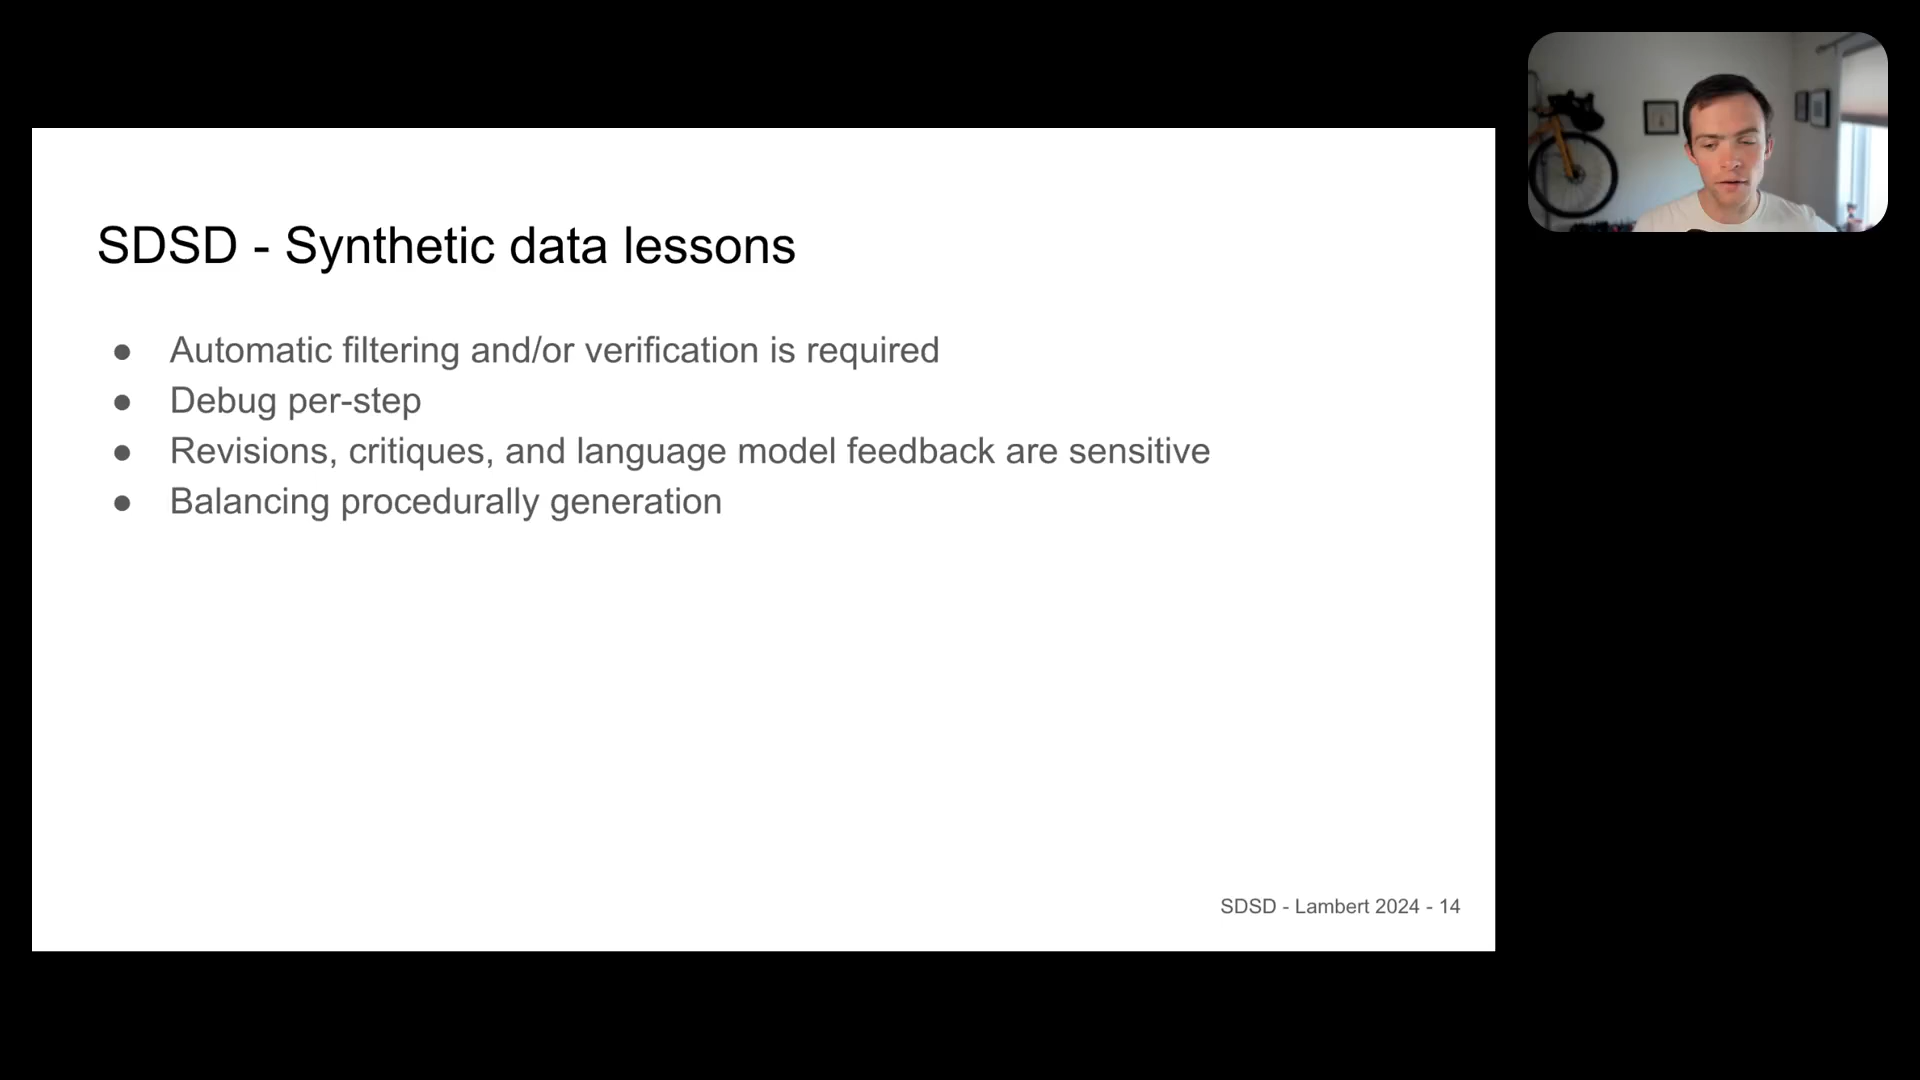 SDSD - Synthetic data lessons
● Automatic filtering and/or verification is required
● Debug per-step
● Revisions, critiques, and language model feedback are sensitive
● Balancing procedurally generation
SDSD - Lambert 2024 - 14